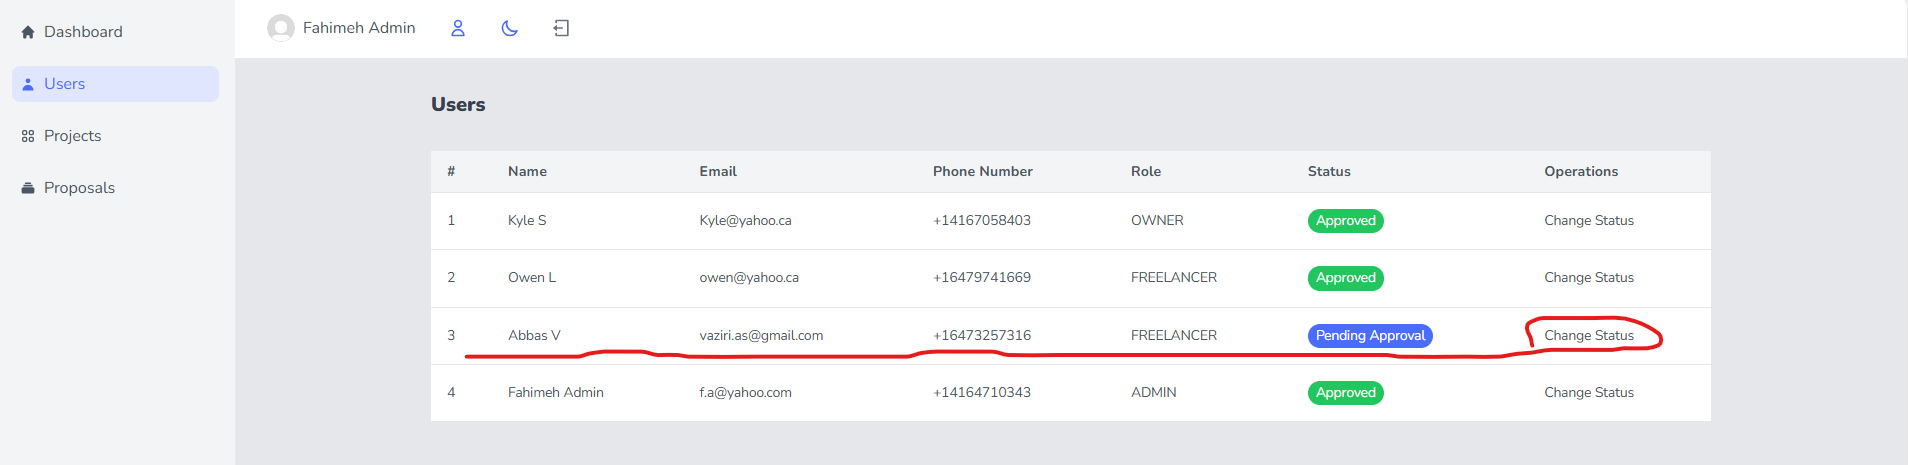 Dashboard
Users
Projects
Proposals
Fahimeh Admin
Users
# Name Email Phone Number Role Status Operations
1 Kyle S Kyle@yahoo.ca +14167058403 OWNER Approved Change Status
2 Owen L owen@yahoo.ca +16479741669 FREELANCER Approved Change Status
3 Abbas V vaziri.as@gmail.com +16473257316 FREELANCER Pending Approval Change Status
4 Fahimeh Admin f.a@yahoo.com +14164710343 ADMIN Approved Change Status